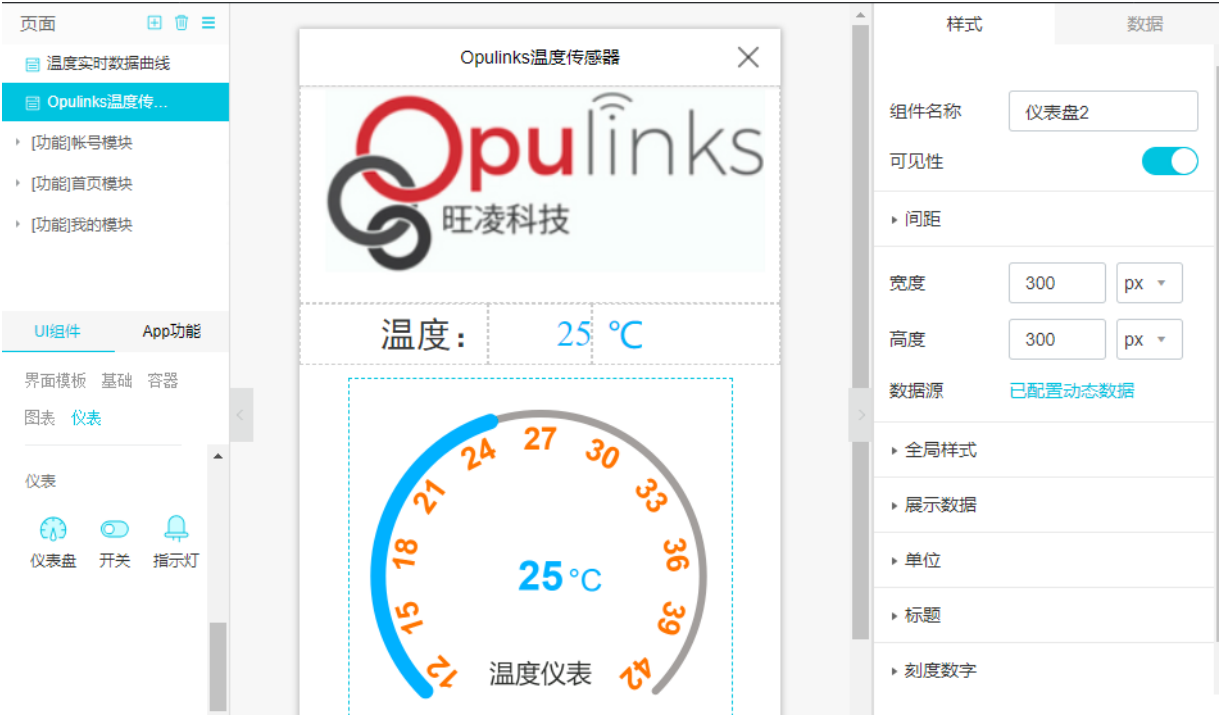 页面
温度实时数据曲线
Opulinks温度传...
[功能]帐号模块
[功能]首页模块
[功能]我的模块
UI组件
App功能
界面模板 基础 容器
图表 仪表
仪表
仪表盘 开关 指示灯
Opulinks温度传感器
Opulinks
旺凌科技
温度： 25 ℃
12
15
18
21
24
27
30
33
36
39
42
25 °C
温度仪表
样式 数据
组件名称 仪表盘2
可见性
间距
宽度 300 px
高度 300 px
数据源 已配置动态数据
全局样式
展示数据
单位
标题
刻度数字